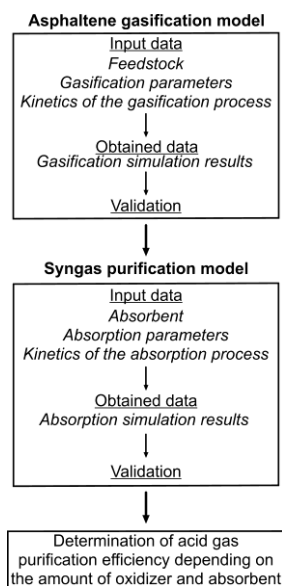 Asphaltene gasification model
Input data
Feedstock
Gasification parameters
Kinetics of the gasification process
Obtained data
Gasification simulation results
Validation
Syngas purification model
Input data
Absorbent
Absorption parameters
Kinetics of the absorption process
Obtained data
Absorption simulation results
Validation
Determination of acid gas
purification efficiency depending on
the amount of oxidizer and absorbent